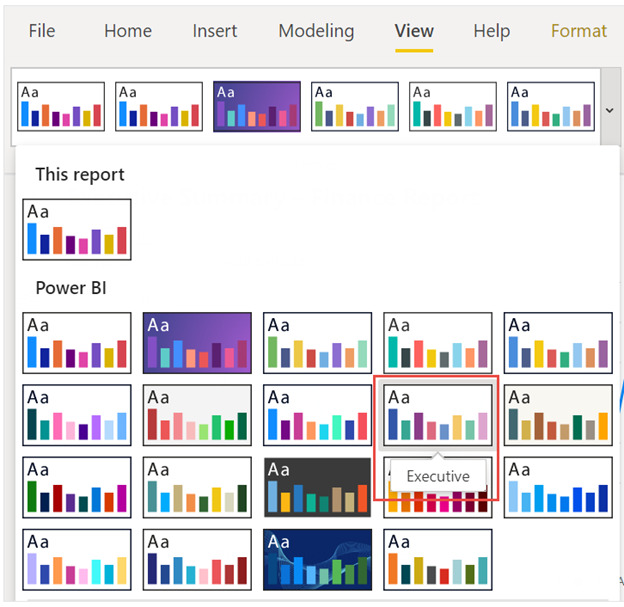 File Home Insert Modeling View Help Format
Aa Aa Aa Aa Aa Aa
This report
Aa
Power BI
Aa Aa Aa Aa Aa
Aa Aa Aa Aa Aa
Aa Aa Aa Aa Aa
Executive
Aa Aa Aa Aa